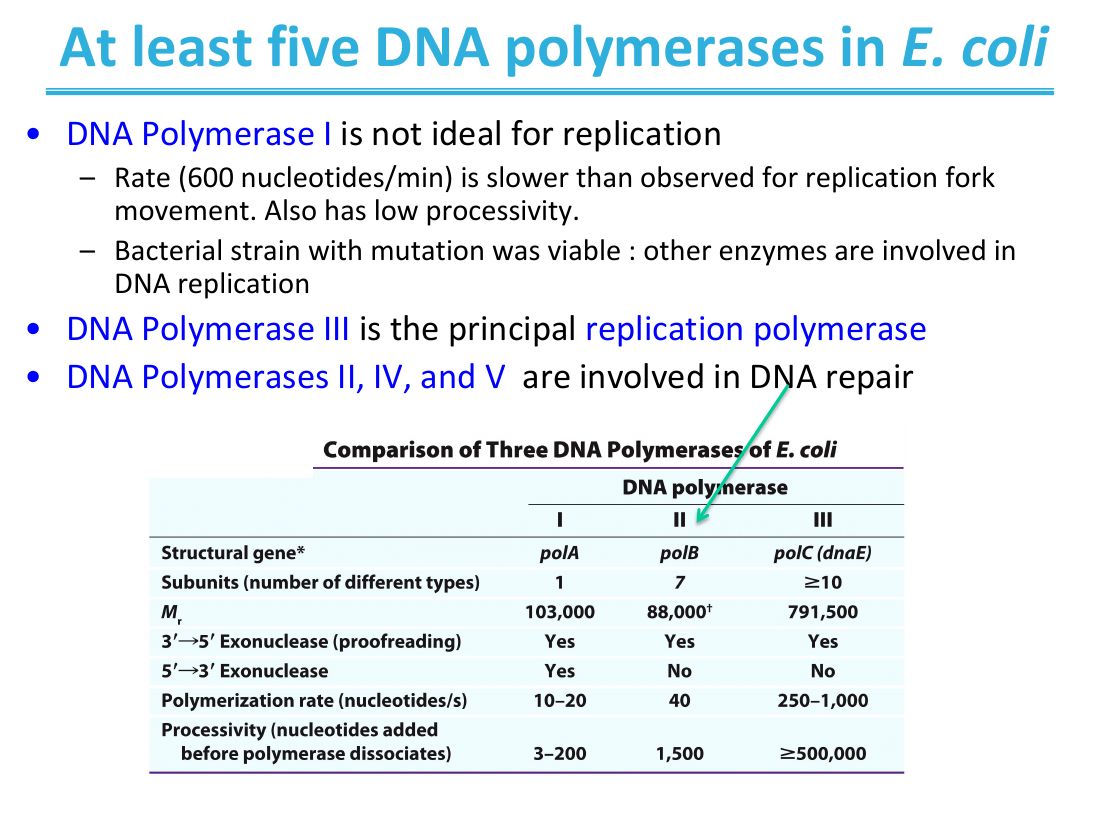 At least five DNA polymerases in E. coli
• DNA Polymerase I is not ideal for replication
– Rate (600 nucleotides/min) is slower than observed for replication fork
movement. Also has low processivity.
– Bacterial strain with mutation was viable : other enzymes are involved in
DNA replication
• DNA Polymerase III is the principal replication polymerase
• DNA Polymerases II, IV, and V are involved in DNA repair
Comparison of Three DNA Polymerases of E. coli
DNA polymerase
I II III
Structural gene* polA polB polC (dnaE)
Subunits (number of different types) 1 7 ≥10
Mr 103,000 88,000† 791,500
3′→5′ Exonuclease (proofreading) Yes Yes Yes
5′→3′ Exonuclease Yes No No
Polymerization rate (nucleotides/s) 10–20 40 250–1,000
Processivity (nucleotides added
before polymerase dissociates) 3–200 1,500 ≥500,000